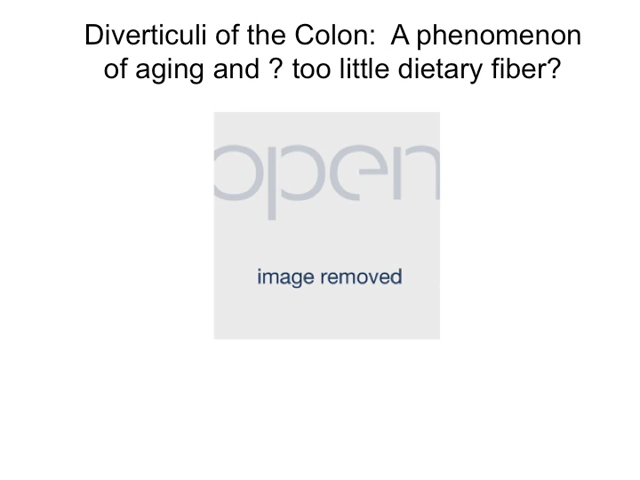 Diverticuli of the Colon:  A phenomenon
of aging and ? too little dietary fiber?
open
image removed